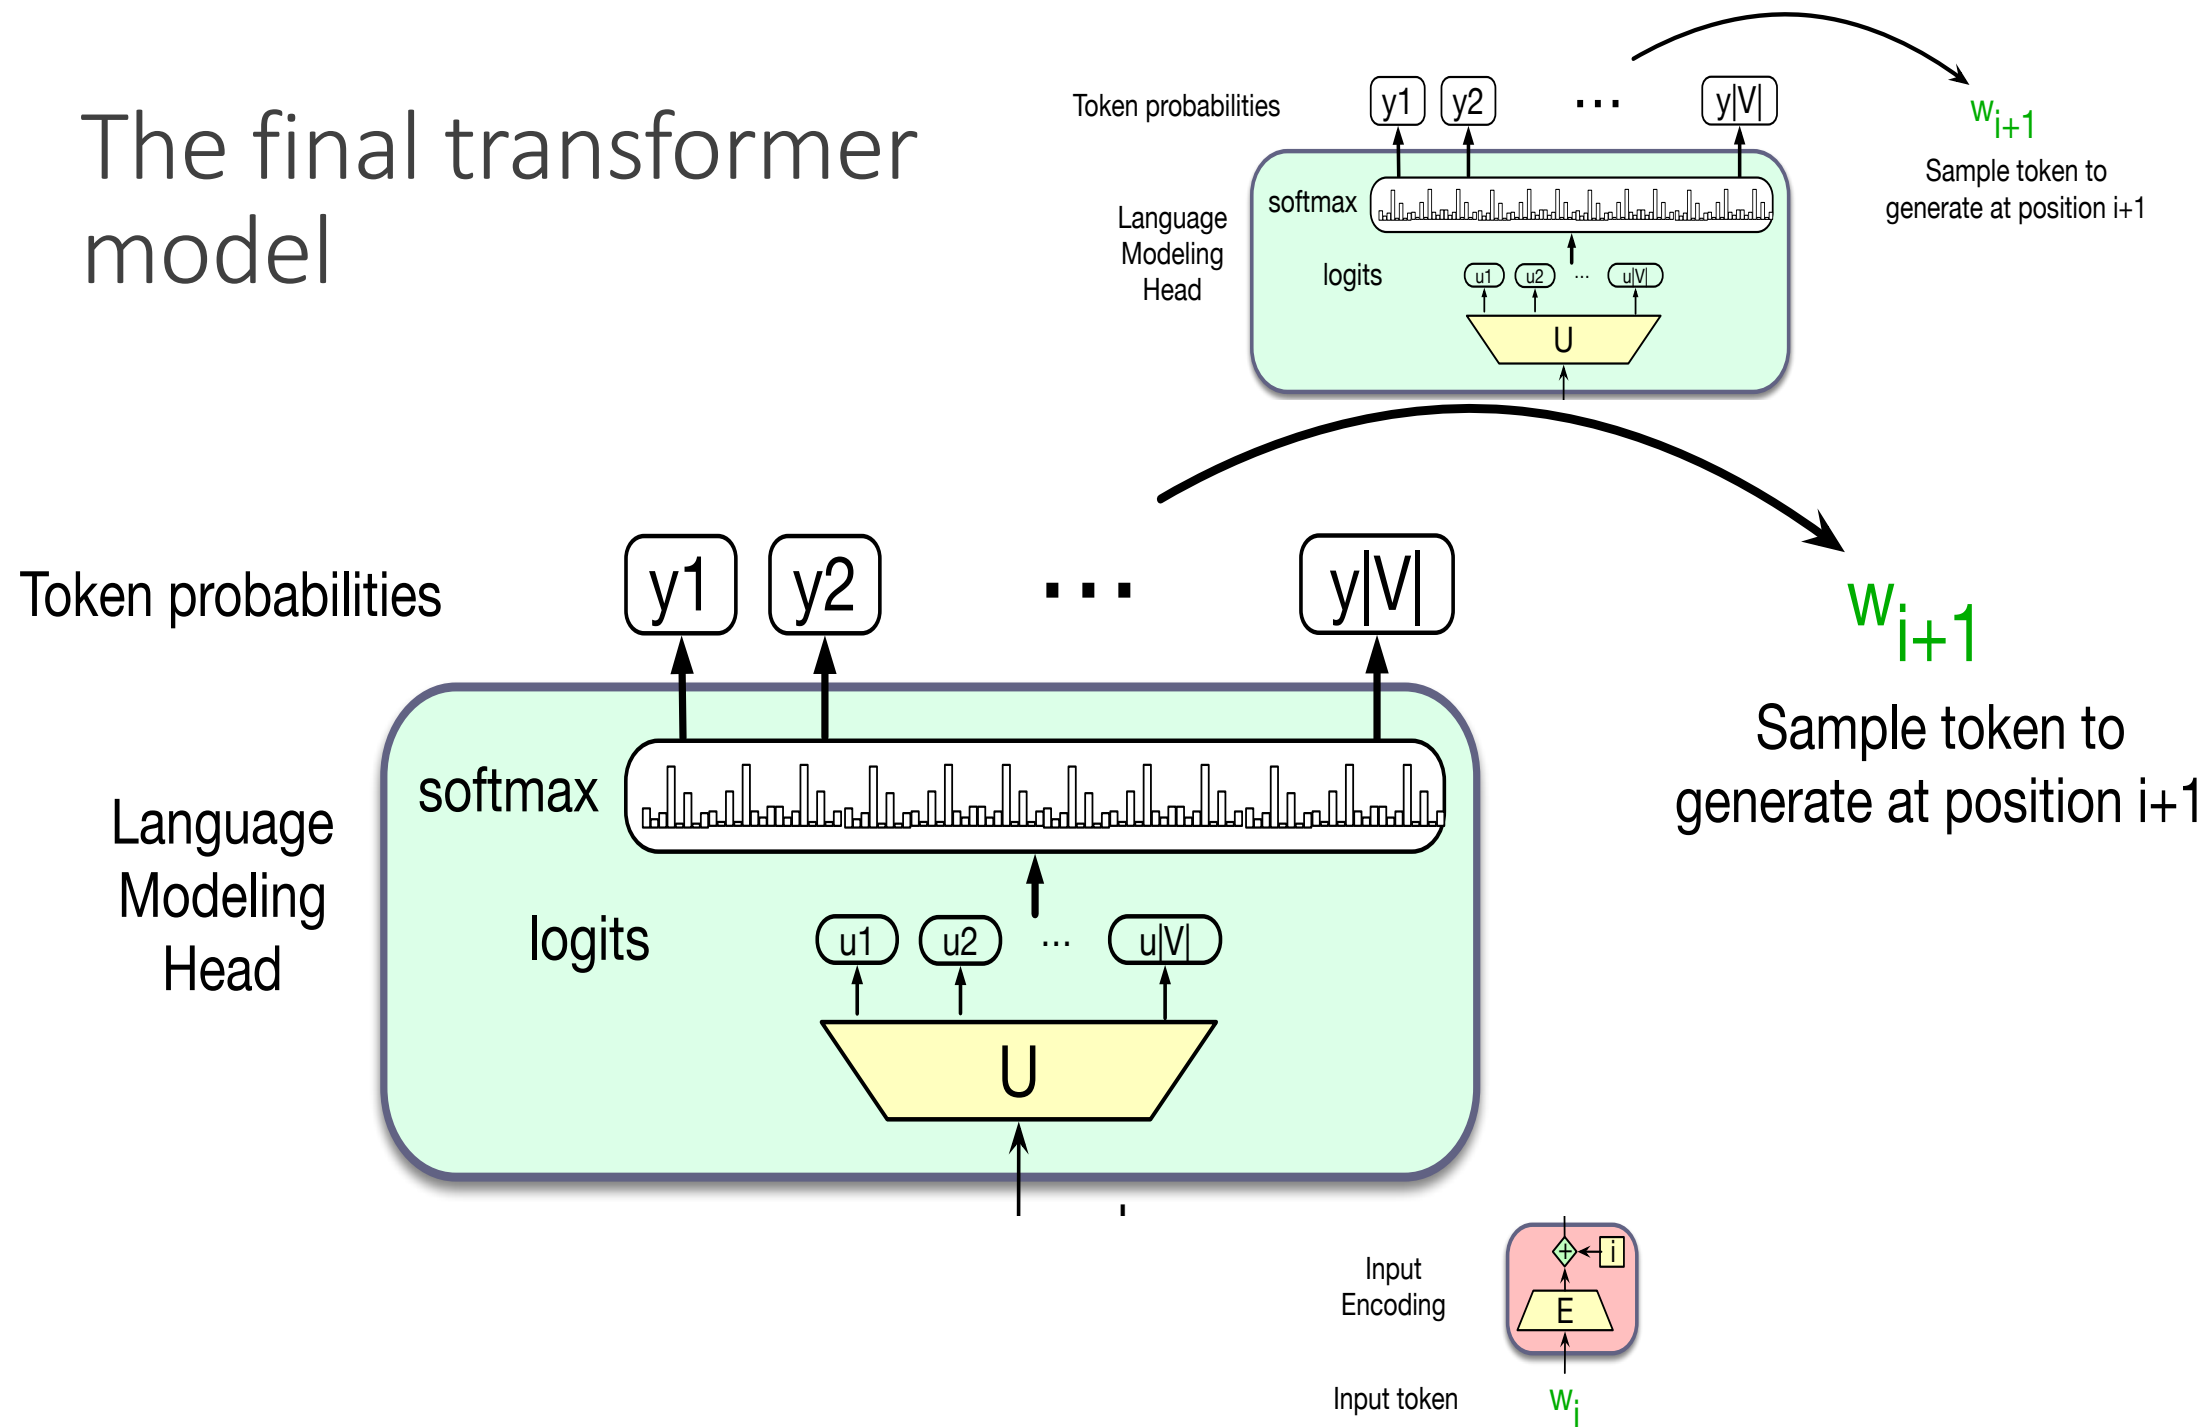 The final transformer
model
Token probabilities
y1
y2
...
y|V|
w i+1
Sample token to
generate at position i+1
Language
Modeling
Head
softmax
logits
u1
u2
...
u|V|
U
Token probabilities
y1
y2
...
y|V|
w i+1
Sample token to
generate at position i+1
Language
Modeling
Head
softmax
logits
u1
u2
...
u|V|
U
Input
Encoding
+
i
E
Input token
w i